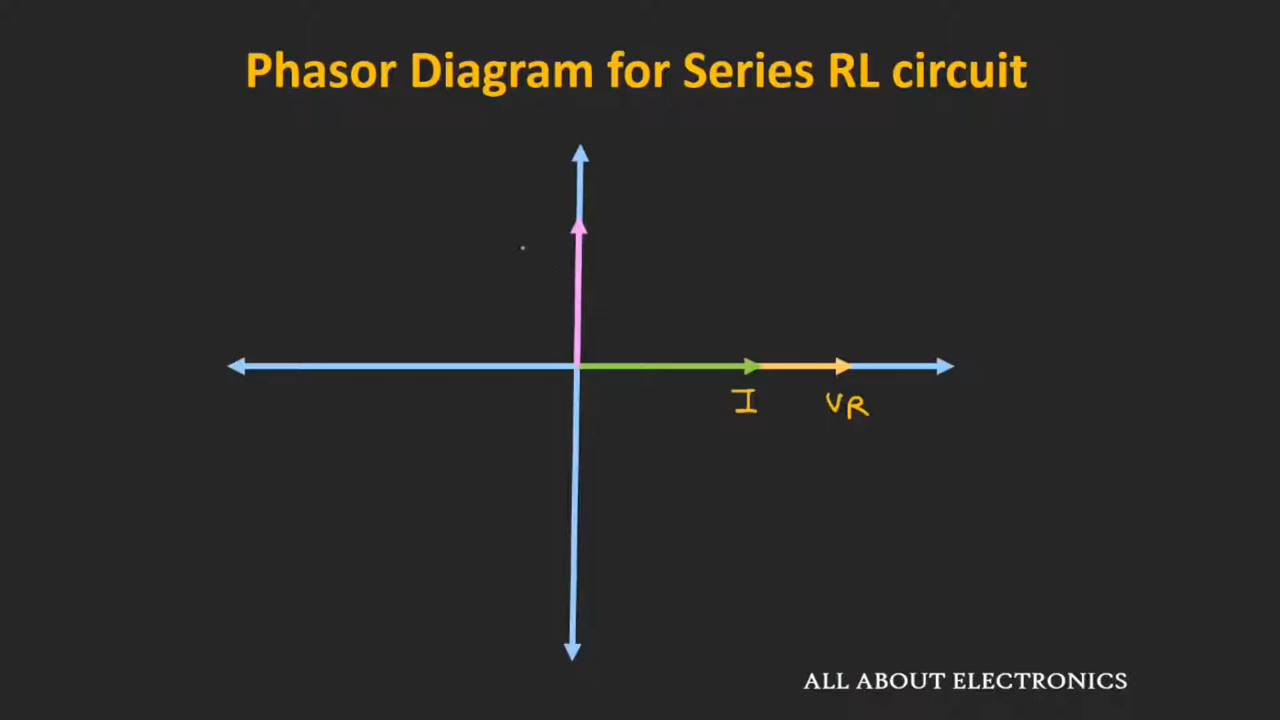 Phasor Diagram for Series RL circuit
I VR
ALL ABOUT ELECTRONICS